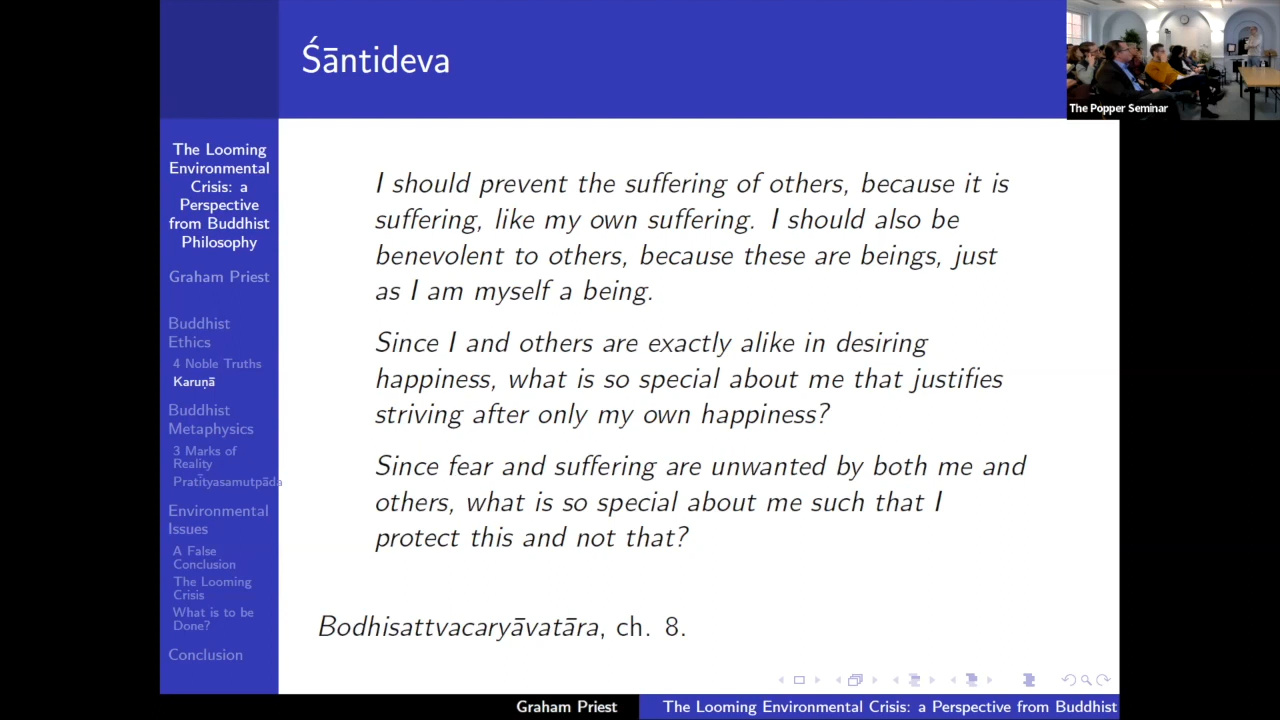 Śāntideva
The Popper Seminar
The Looming
Environmental
Crisis: a
Perspective
from Buddhist
Philosophy
Graham Priest
Buddhist
Ethics
4 Noble Truths
Karuṇā
Buddhist
Metaphysics
3 Marks of
Reality
Pratītyasamutpāda
Environmental
Issues
A False
Conclusion
The Looming
Crisis
What is to be
Done?
Conclusion
I should prevent the suffering of others, because it is
suffering, like my own suffering. I should also be
benevolent to others, because these are beings, just
as I am myself a being.
Since I and others are exactly alike in desiring
happiness, what is so special about me that justifies
striving after only my own happiness?
Since fear and suffering are unwanted by both me and
others, what is so special about me such that I
protect this and not that?
Bodhisattvacaryāvatāra, ch. 8.
Graham Priest
The Looming Environmental Crisis: a Perspective from Buddhist